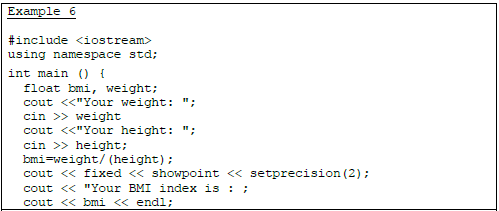 Example 6
#include <iostream>
using namespace std;
int main () {
float bmi, weight;
cout <<"Your weight: ";
cin >> weight
cout <<"Your height: ";
cin >> height;
bmi=weight/(height);
cout << fixed << showpoint << setprecision(2);
cout << "Your BMI index is : ;
cout << bmi << endl;